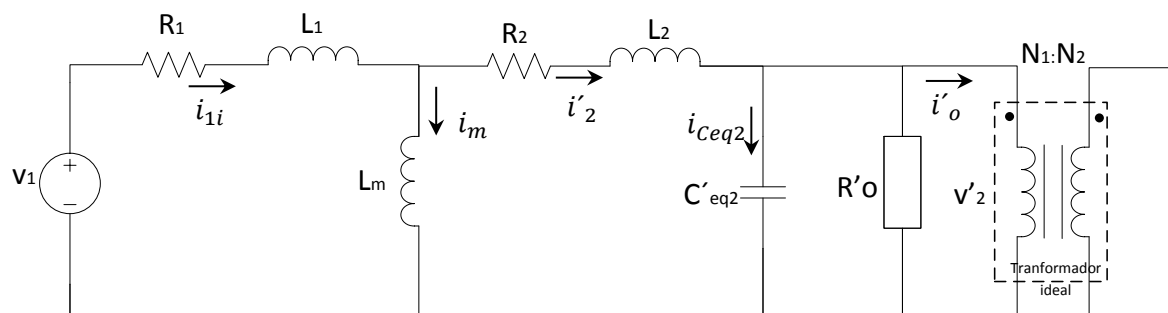 R1
L1
R2
L2
N1:N2
i1i
i´2
i´o
im
iCeq2
v1
+
−
Lm
C´eq2
R'o
v'2
Tranformador
ideal